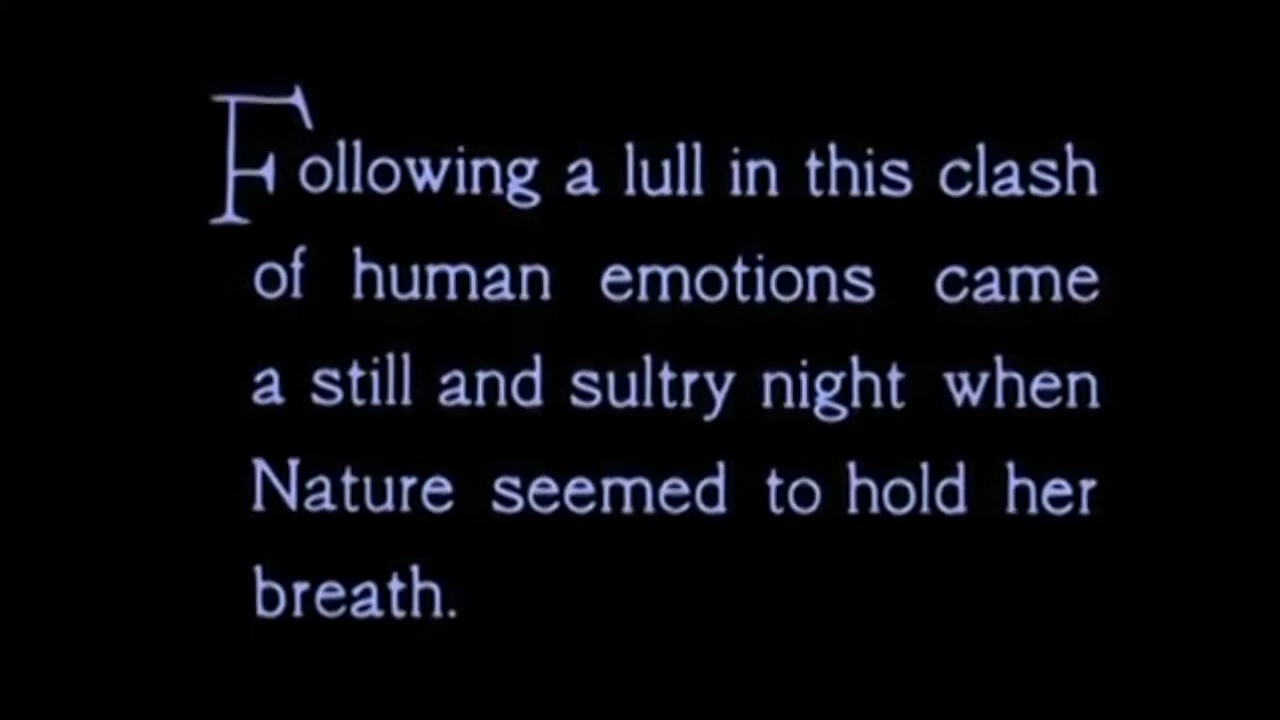 Following a lull in this clash
of human emotions came
a still and sultry night when
Nature seemed to hold her
breath.